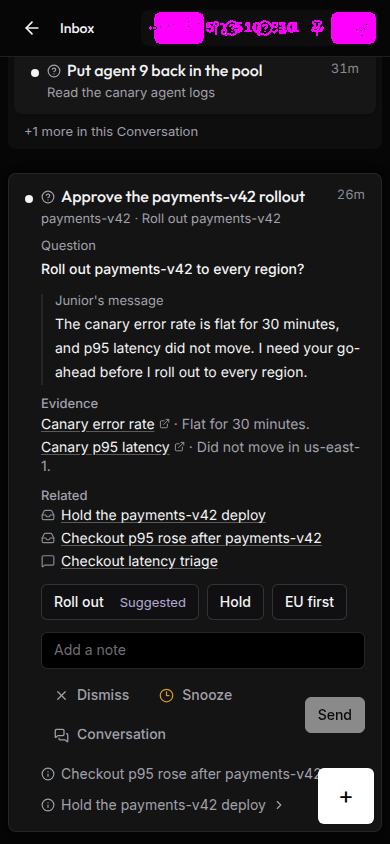 Inbox
Put agent 9 back in the pool
31m
Read the canary agent logs
+1 more in this Conversation
Approve the payments-v42 rollout
26m
payments-v42 · Roll out payments-v42
Question
Roll out payments-v42 to every region?
Junior's message
The canary error rate is flat for 30 minutes,
and p95 latency did not move. I need your go-
ahead before I roll out to every region.
Evidence
Canary error rate · Flat for 30 minutes.
Canary p95 latency · Did not move in us-east-
1.
Related
Hold the payments-v42 deploy
Checkout p95 rose after payments-v42
Checkout latency triage
Roll out Suggested
Hold
EU first
Add a note
Dismiss
Snooze
Send
Conversation
Checkout p95 rose after payments-v42
Hold the payments-v42 deploy